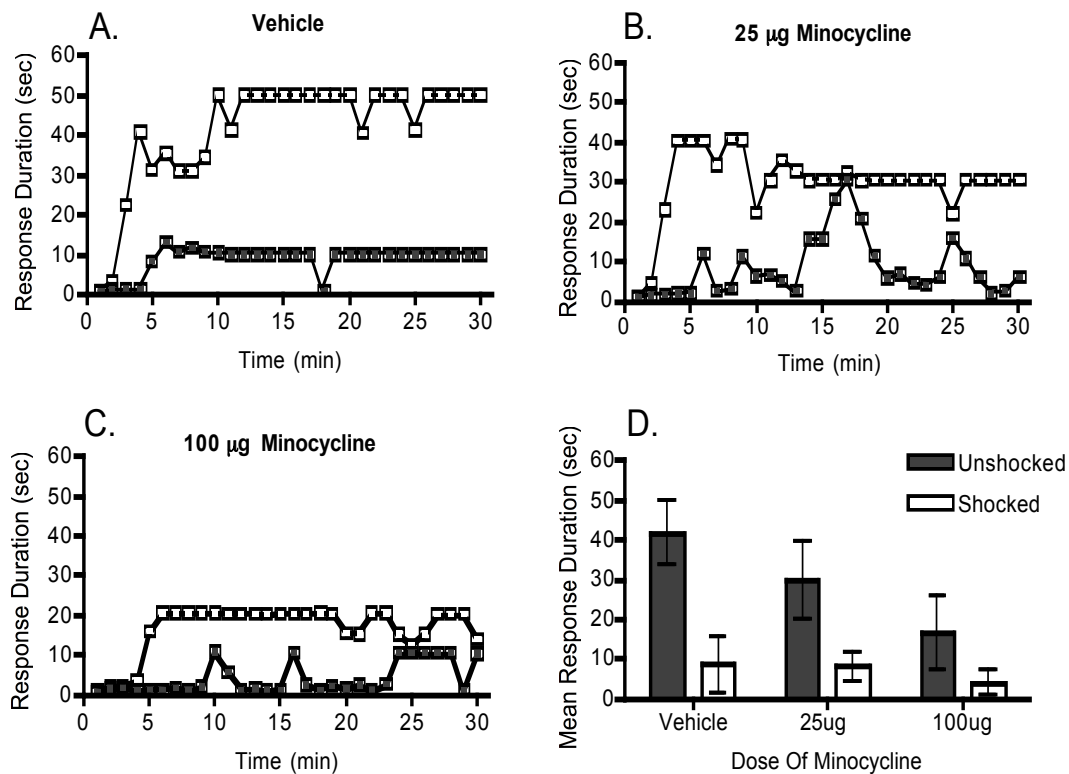 A.
Vehicle
Response Duration (sec)
60
50
40
30
20
10
0
0 5 10 15 20 25 30
Time (min)
B.
25 µg Minocycline
Response Duration (sec)
60
50
40
30
20
10
0
0 5 10 15 20 25 30
Time (min)
C.
100 µg Minocycline
Response Duration (sec)
60
50
40
30
20
10
0
0 5 10 15 20 25 30
Time (min)
D.
Mean Response Duration (sec)
60
50
40
30
20
10
0
Unshocked
Shocked
Vehicle 25ug 100ug
Dose Of Minocycline